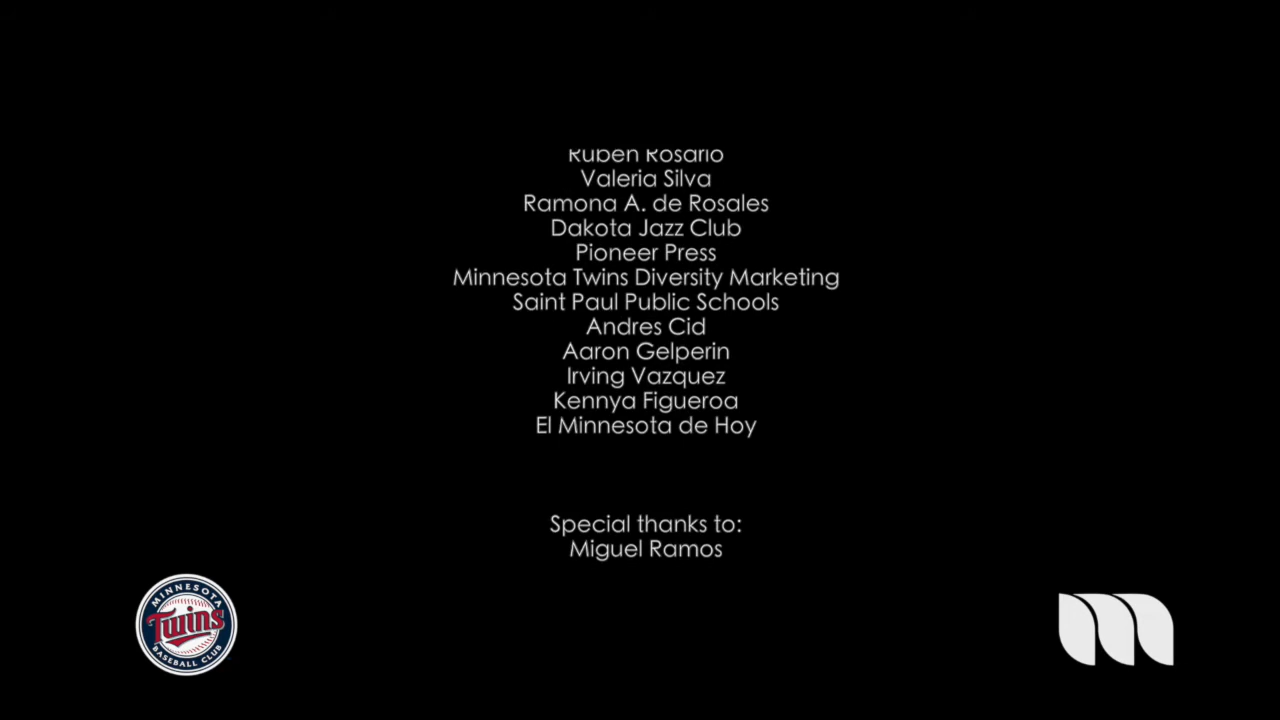 Ruben Rosario
Valeria Silva
Ramona A. de Rosales
Dakota Jazz Club
Pioneer Press
Minnesota Twins Diversity Marketing
Saint Paul Public Schools
Andres Cid
Aaron Gelperin
Irving Vazquez
Kennya Figueroa
El Minnesota de Hoy
Special thanks to:
Miguel Ramos
MINNESOTA
Twins
BASEBALL CLUB